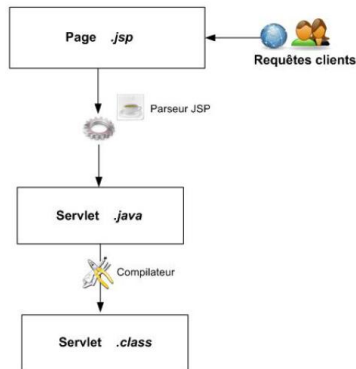 Page .jsp
Requêtes clients
Parseur JSP
Servlet .java
Compilateur
Servlet .class